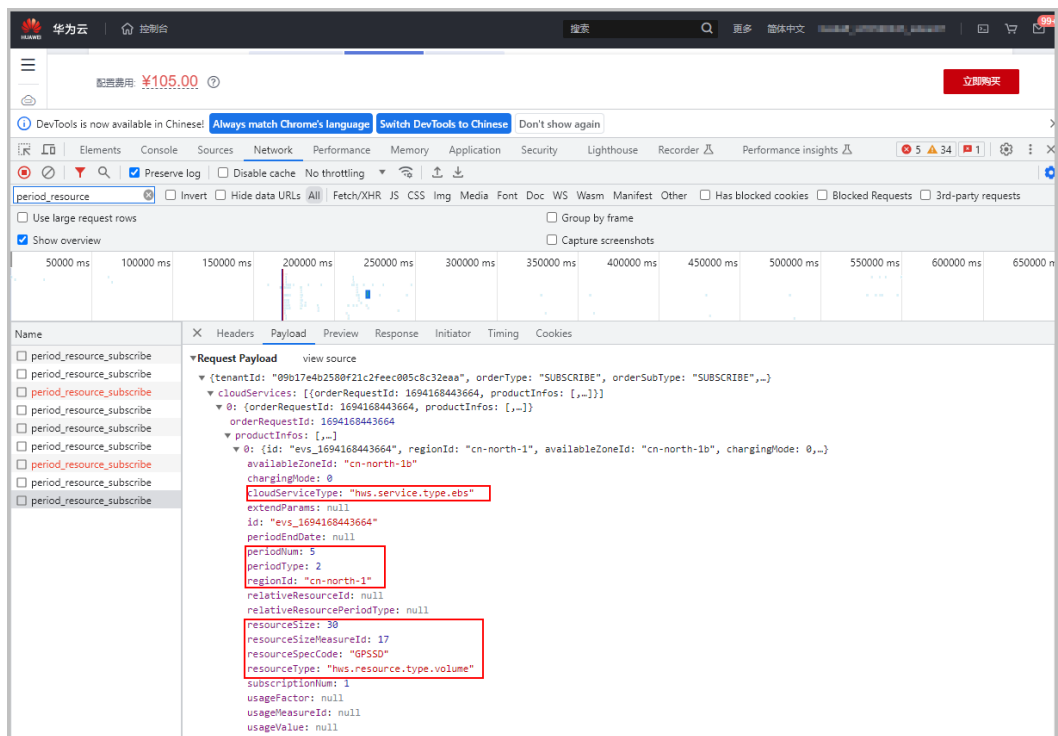 HUAWEI 华为云 控制台 搜索 更多 简体中文 99+
配置费用: ¥105.00 立即购买
DevTools is now available in Chinese! Always match Chrome's language Switch DevTools to Chinese Don't show again
Elements Console Sources Network Performance Memory Application Security Lighthouse Recorder Performance insights 5 34 1
Preserve log Disable cache No throttling
period_resource Invert Hide data URLs All Fetch/XHR JS CSS Img Media Font Doc WS Wasm Manifest Other Has blocked cookies Blocked Requests 3rd-party requests
Use large request rows Group by frame
Show overview Capture screenshots
50000 ms 100000 ms 150000 ms 200000 ms 250000 ms 300000 ms 350000 ms 400000 ms 450000 ms 500000 ms 550000 ms 600000 ms 650000 m
Name Headers Payload Preview Response Initiator Timing Cookies
period_resource_subscribe
period_resource_subscribe
period_resource_subscribe
period_resource_subscribe
period_resource_subscribe
period_resource_subscribe
period_resource_subscribe
period_resource_subscribe
period_resource_subscribe
▼Request Payload view source
▼ {tenantId: "09b17e4b2580f21c2feec005c8c32eaa", orderType: "SUBSCRIBE", orderSubType: "SUBSCRIBE",…}
▼ cloudServices: [{orderRequestId: 1694168443664, productInfos: [,…]}]
▼ 0: {orderRequestId: 1694168443664, productInfos: [,…]}
orderRequestId: 1694168443664
▼ productInfos: [,…]
▼ 0: {id: "evs_1694168443664", regionId: "cn-north-1", availableZoneId: "cn-north-1b", chargingMode: 0,…}
availableZoneId: "cn-north-1b"
chargingMode: 0
cloudServiceType: "hws.service.type.ebs"
extendParams: null
id: "evs_1694168443664"
periodEndDate: null
periodNum: 5
periodType: 2
regionId: "cn-north-1"
relativeResourceId: null
relativeResourcePeriodType: null
resourceSize: 30
resourceSizeMeasureId: 17
resourceSpecCode: "GPSSD"
resourceType: "hws.resource.type.volume"
subscriptionNum: 1
usageFactor: null
usageMeasureId: null
usageValue: null